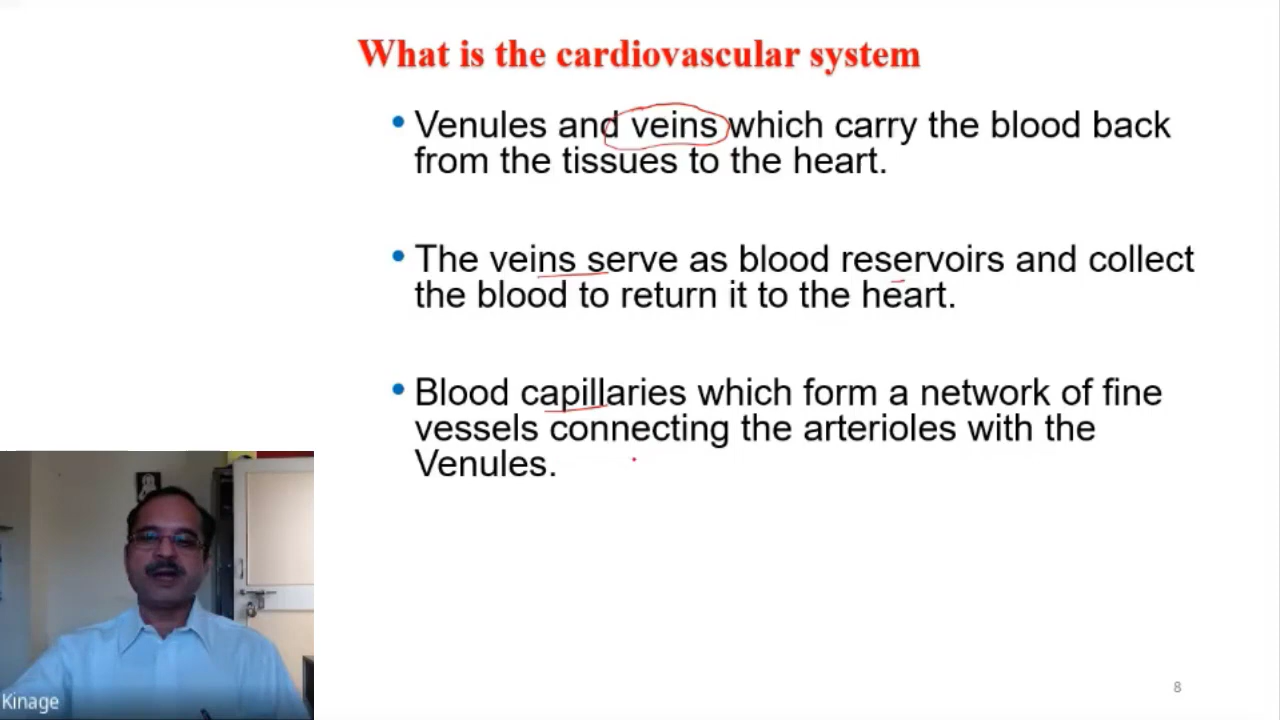 What is the cardiovascular system
• Venules and veins which carry the blood back
from the tissues to the heart.
• The veins serve as blood reservoirs and collect
the blood to return it to the heart.
• Blood capillaries which form a network of fine
vessels connecting the arterioles with the
Venules.
Kinage
8